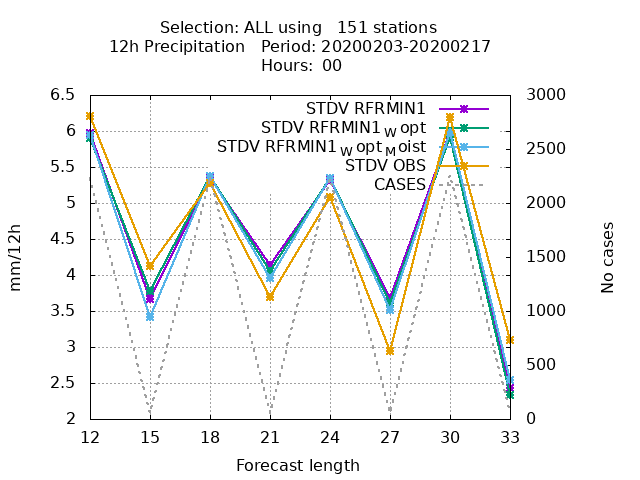 Selection: ALL using   151 stations
12h Precipitation   Period: 20200203-20200217
Hours: 00
STDV RFRMIN1
STDV RFRMIN1_W opt
STDV RFRMIN1_W opt_M oist
STDV OBS
CASES
6.5
6
5.5
5
4.5
4
3.5
3
2.5
2
mm/12h
3000
2500
2000
1500
1000
500
0
No cases
12 15 18 21 24 27 30 33
Forecast length